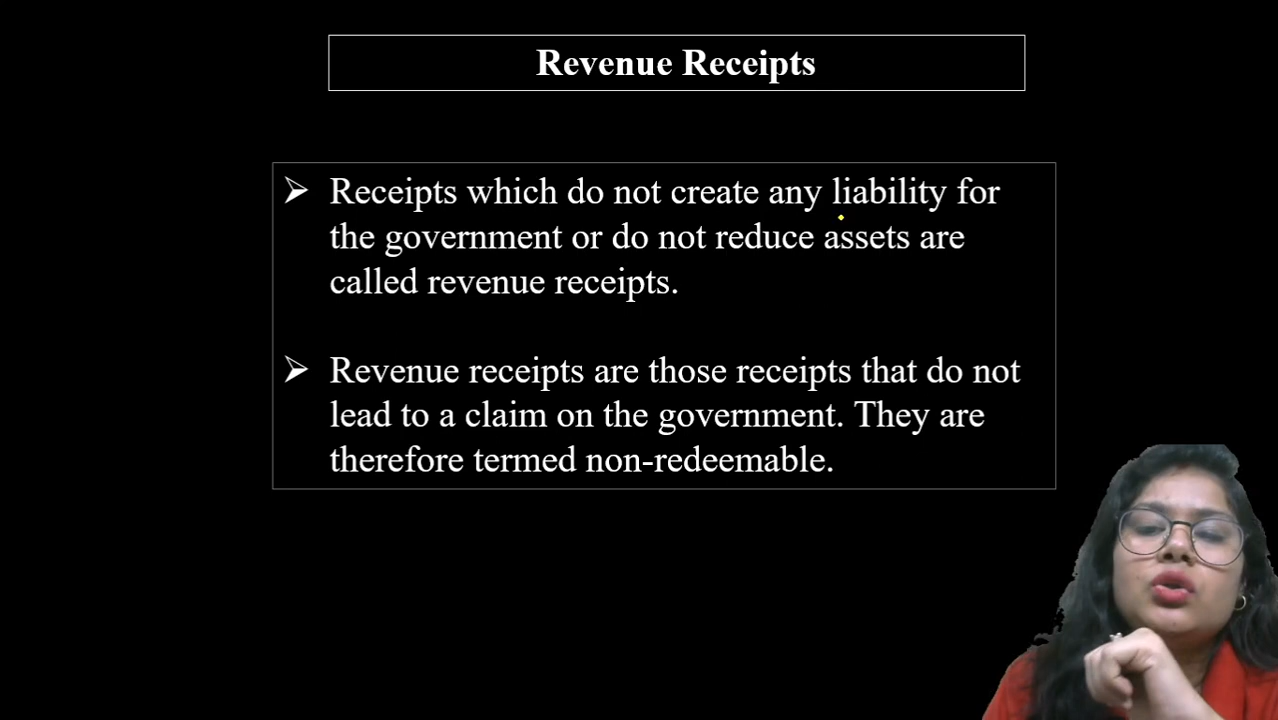 Revenue Receipts
➢ Receipts which do not create any liability for
the government or do not reduce assets are
called revenue receipts.
➢ Revenue receipts are those receipts that do not
lead to a claim on the government. They are
therefore termed non-redeemable.